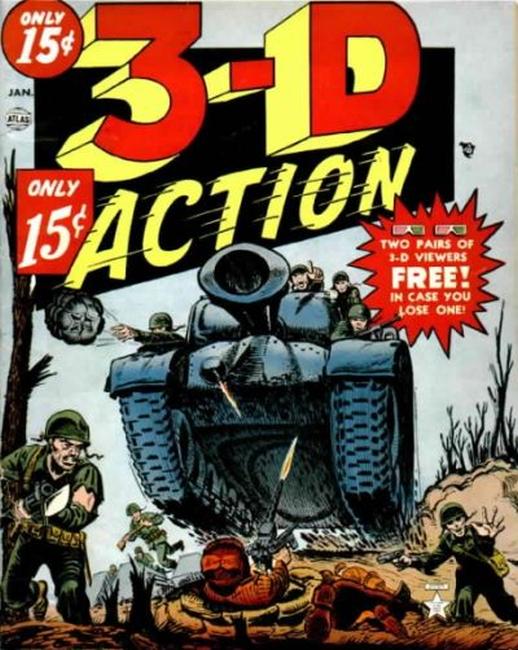 ONLY
15¢
3-D
JAN.
ATLAS
ACTION
ONLY
15¢
TWO PAIRS OF
3-D VIEWERS
FREE!
IN CASE YOU
LOSE ONE!